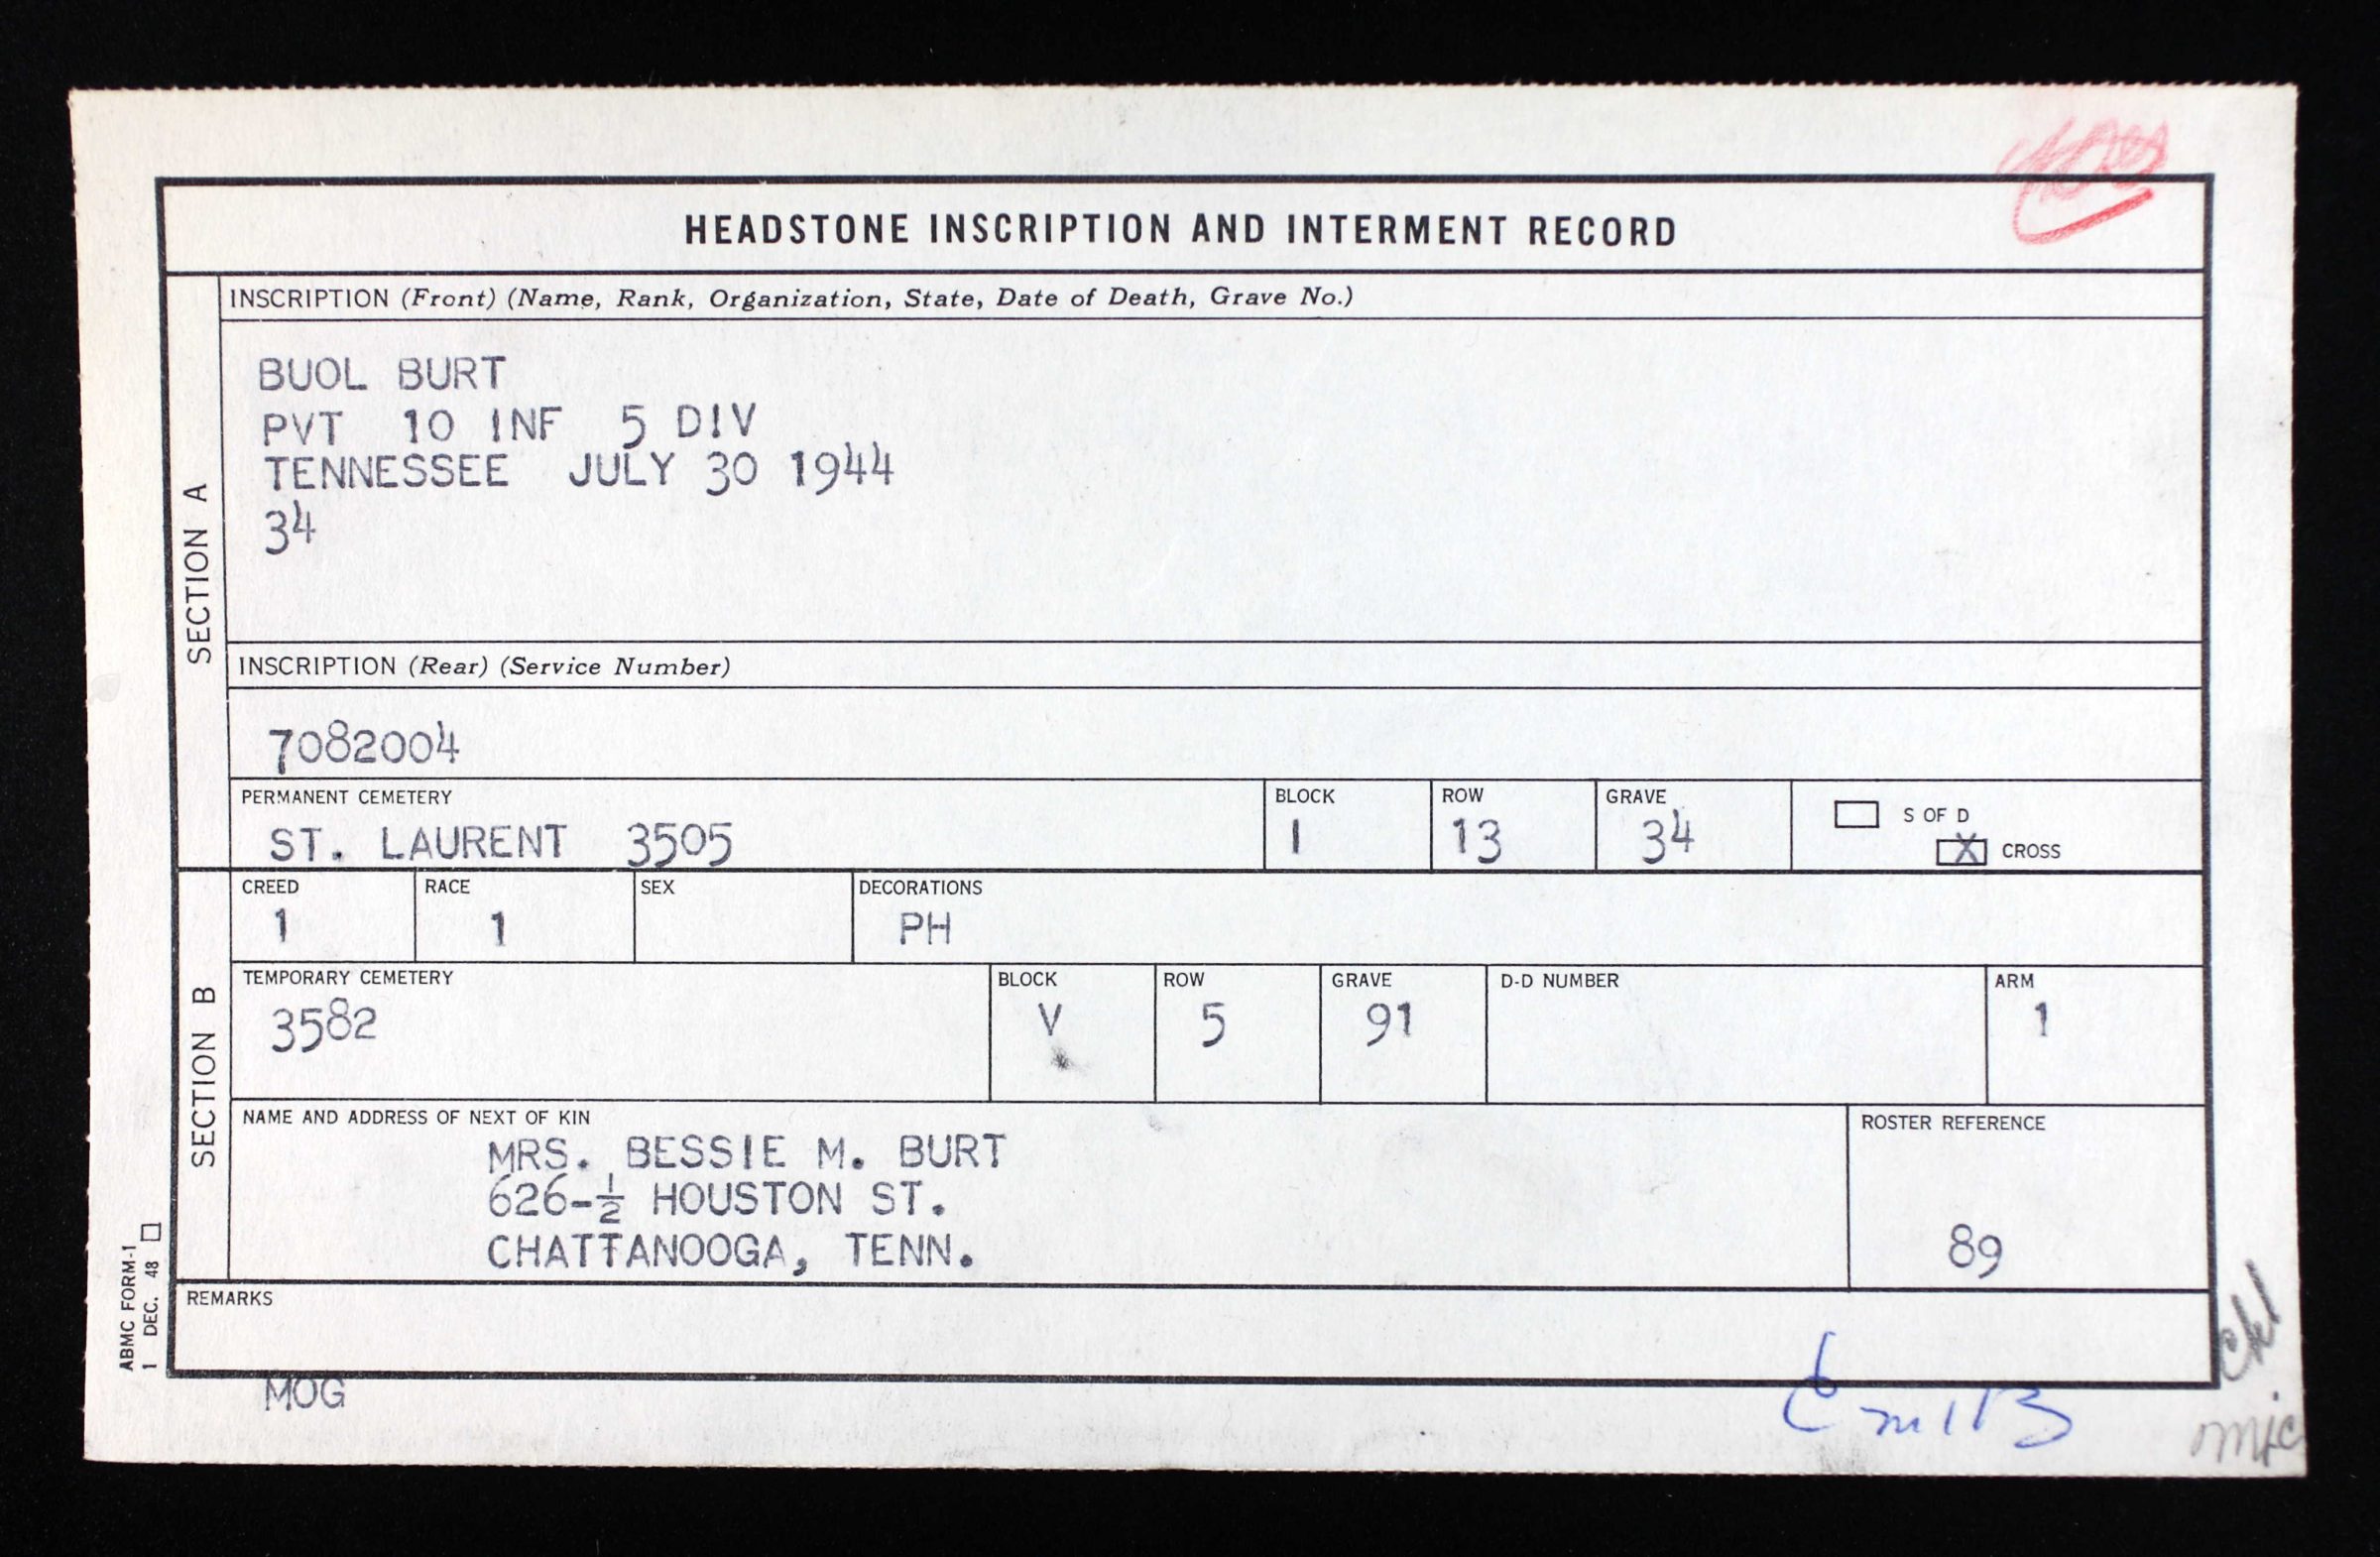 HEADSTONE INSCRIPTION AND INTERMENT RECORD
SECTION A
INSCRIPTION (Front) (Name, Rank, Organization, State, Date of Death, Grave No.)
BUOL BURT
PVT 10 INF 5 DIV
TENNESSEE JULY 30 1944
34
INSCRIPTION (Rear) (Service Number)
7082004
PERMANENT CEMETERY BLOCK ROW GRAVE S OF D
ST. LAURENT 3505 I 13 34 X CROSS
SECTION B
CREED RACE SEX DECORATIONS
1 1 PH
TEMPORARY CEMETERY BLOCK ROW GRAVE D-D NUMBER ARM
3582 V 5 91 1
NAME AND ADDRESS OF NEXT OF KIN ROSTER REFERENCE
MRS. BESSIE M. BURT
626-½ HOUSTON ST.
CHATTANOOGA, TENN. 89
REMARKS
ABMC FORM-1
1 DEC. 48
MOG